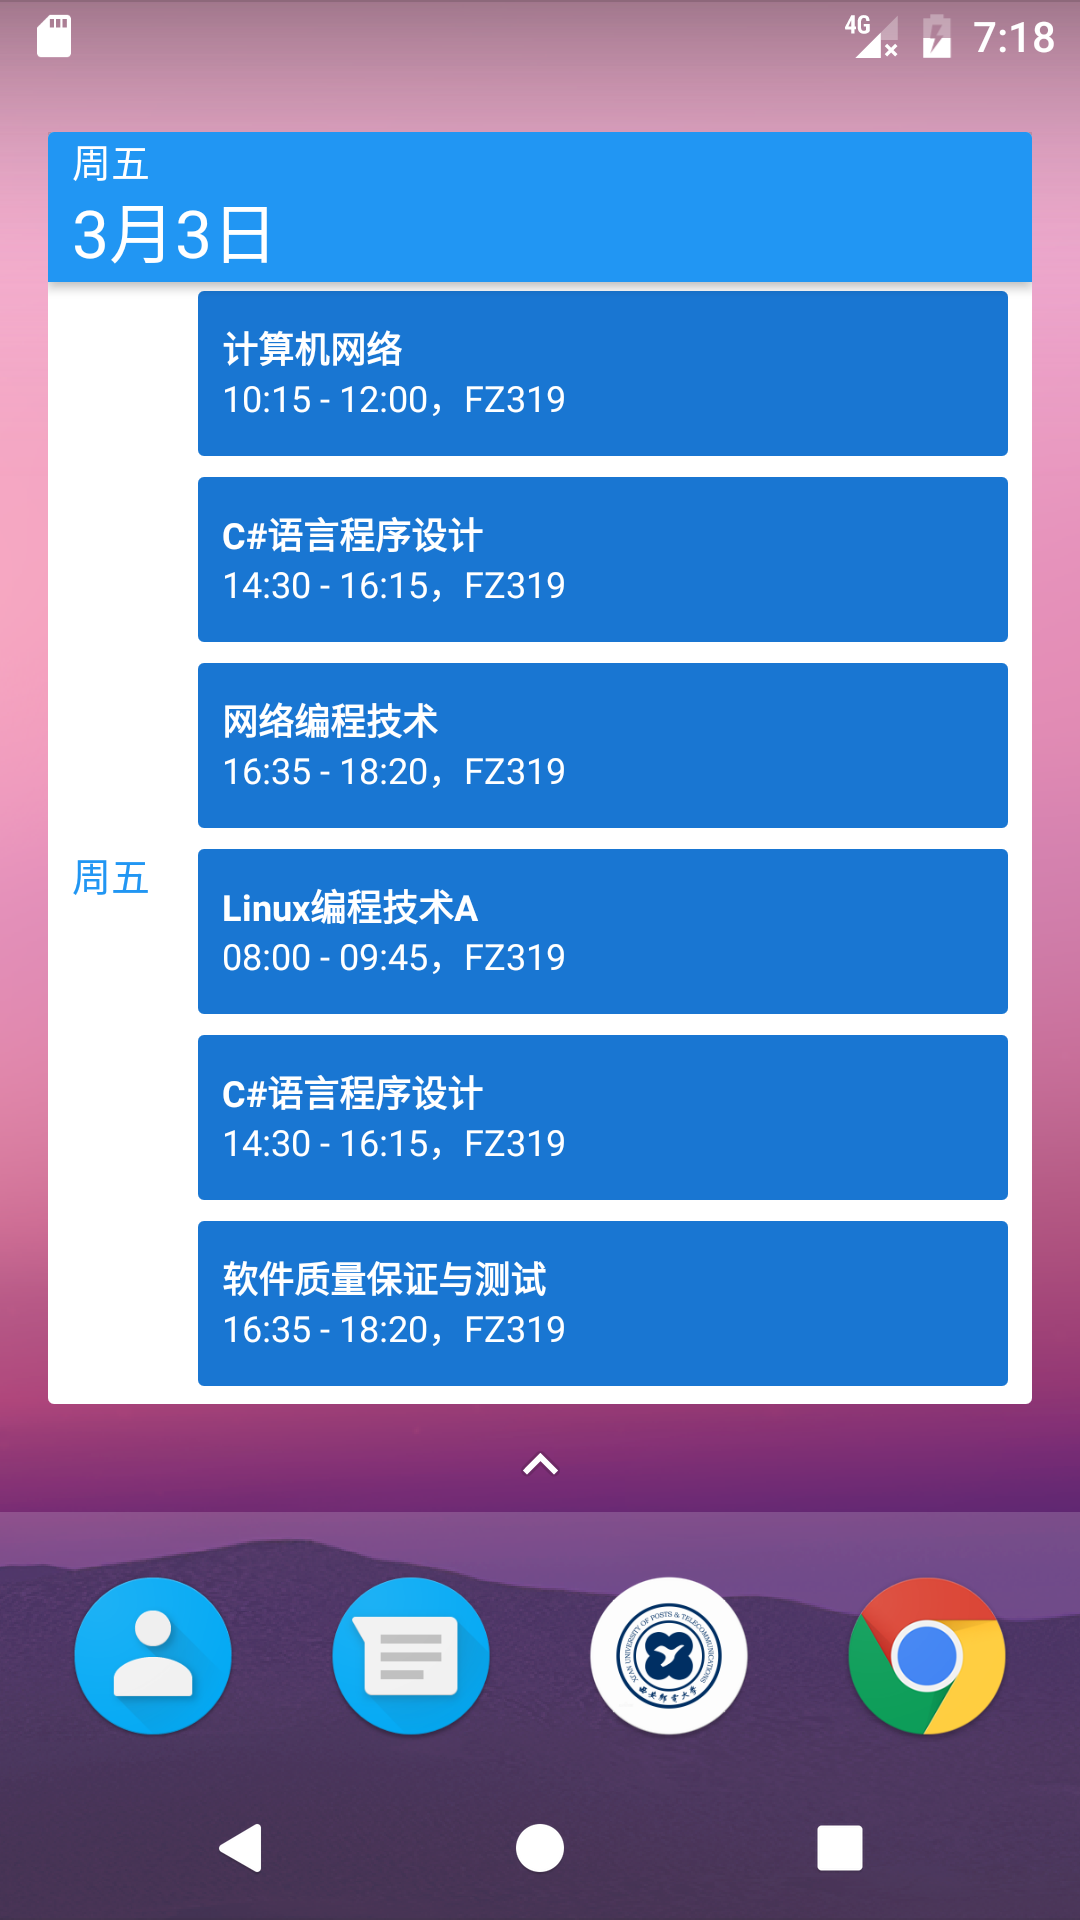 4G 7:18
周五
3月3日
计算机网络
10:15 - 12:00，FZ319
C#语言程序设计
14:30 - 16:15，FZ319
网络编程技术
16:35 - 18:20，FZ319
周五
Linux编程技术A
08:00 - 09:45，FZ319
C#语言程序设计
14:30 - 16:15，FZ319
软件质量保证与测试
16:35 - 18:20，FZ319
XI'AN UNIVERSITY OF POSTS & TELECOMMUNICATIONS
西安邮电大学